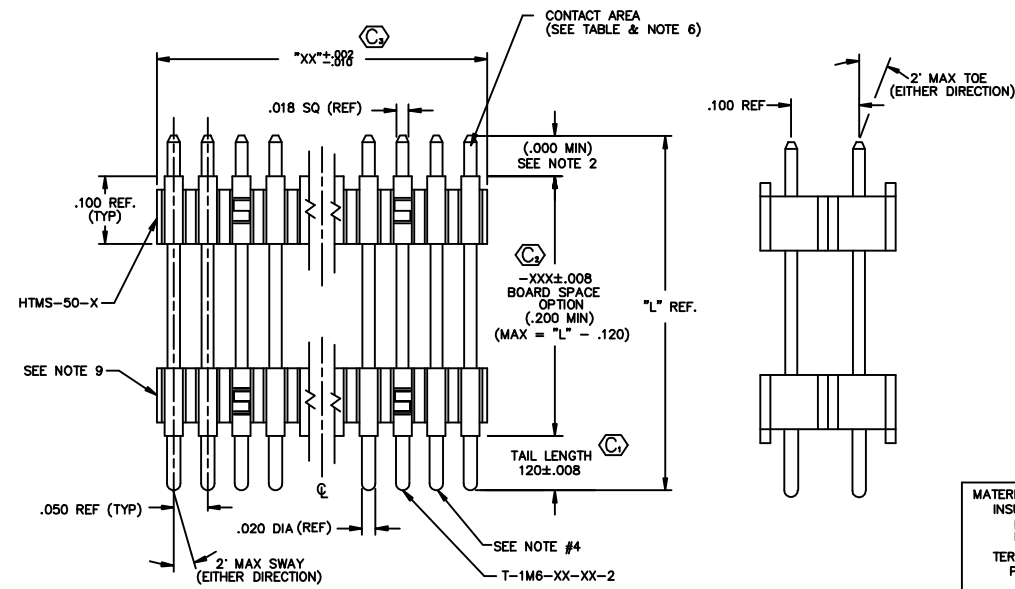 CONTACT AREA
(SEE TABLE & NOTE 6)
C3
"XX"+.002
-.010
.018 SQ (REF)
(.000 MIN)
SEE NOTE 2
.100 REF
2' MAX TOE
(EITHER DIRECTION)
.100 REF.
(TYP)
C2
-XXX±.008
BOARD SPACE
OPTION
(.200 MIN)
(MAX = "L" - .120)
"L" REF.
HTMS-50-X
SEE NOTE 9
TAIL LENGTH
120±.008
C1
℄
.050 REF (TYP)
.020 DIA (REF)
SEE NOTE #4
2' MAX SWAY
(EITHER DIRECTION)
T-1M6-XX-XX-2
MATER
INSU
TER